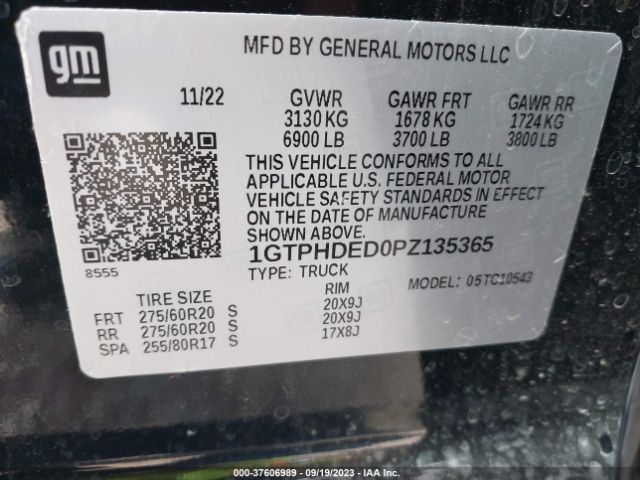 gm
MFD BY GENERAL MOTORS LLC
11/22 GVWR GAWR FRT GAWR RR
3130 KG 1678 KG 1724 KG
6900 LB 3700 LB 3800 LB
THIS VEHICLE CONFORMS TO ALL
APPLICABLE U.S. FEDERAL MOTOR
VEHICLE SAFETY STANDARDS IN EFFECT
ON THE DATE OF MANUFACTURE
SHOWN ABOVE.
8555
1GTPHDED0PZ135365
TYPE: TRUCK MODEL: 05TC10543
TIRE SIZE RIM
FRT 275/60R20 S 20X9J
RR 275/60R20 S 20X9J
SPA 255/80R17 S 17X8J
000-37606989 — 09/19/2023 — IAA Inc.